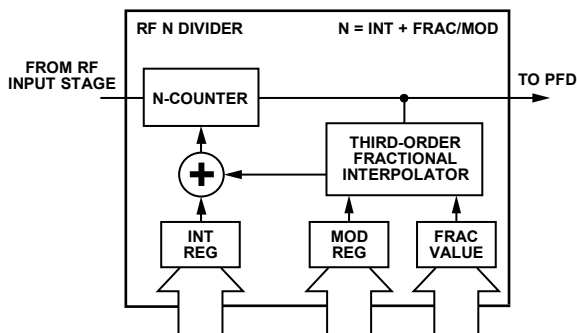 RF N DIVIDER
N = INT + FRAC/MOD
FROM RF
INPUT STAGE
TO PFD
N-COUNTER
THIRD-ORDER
FRACTIONAL
INTERPOLATOR
+
INT
REG
MOD
REG
FRAC
VALUE